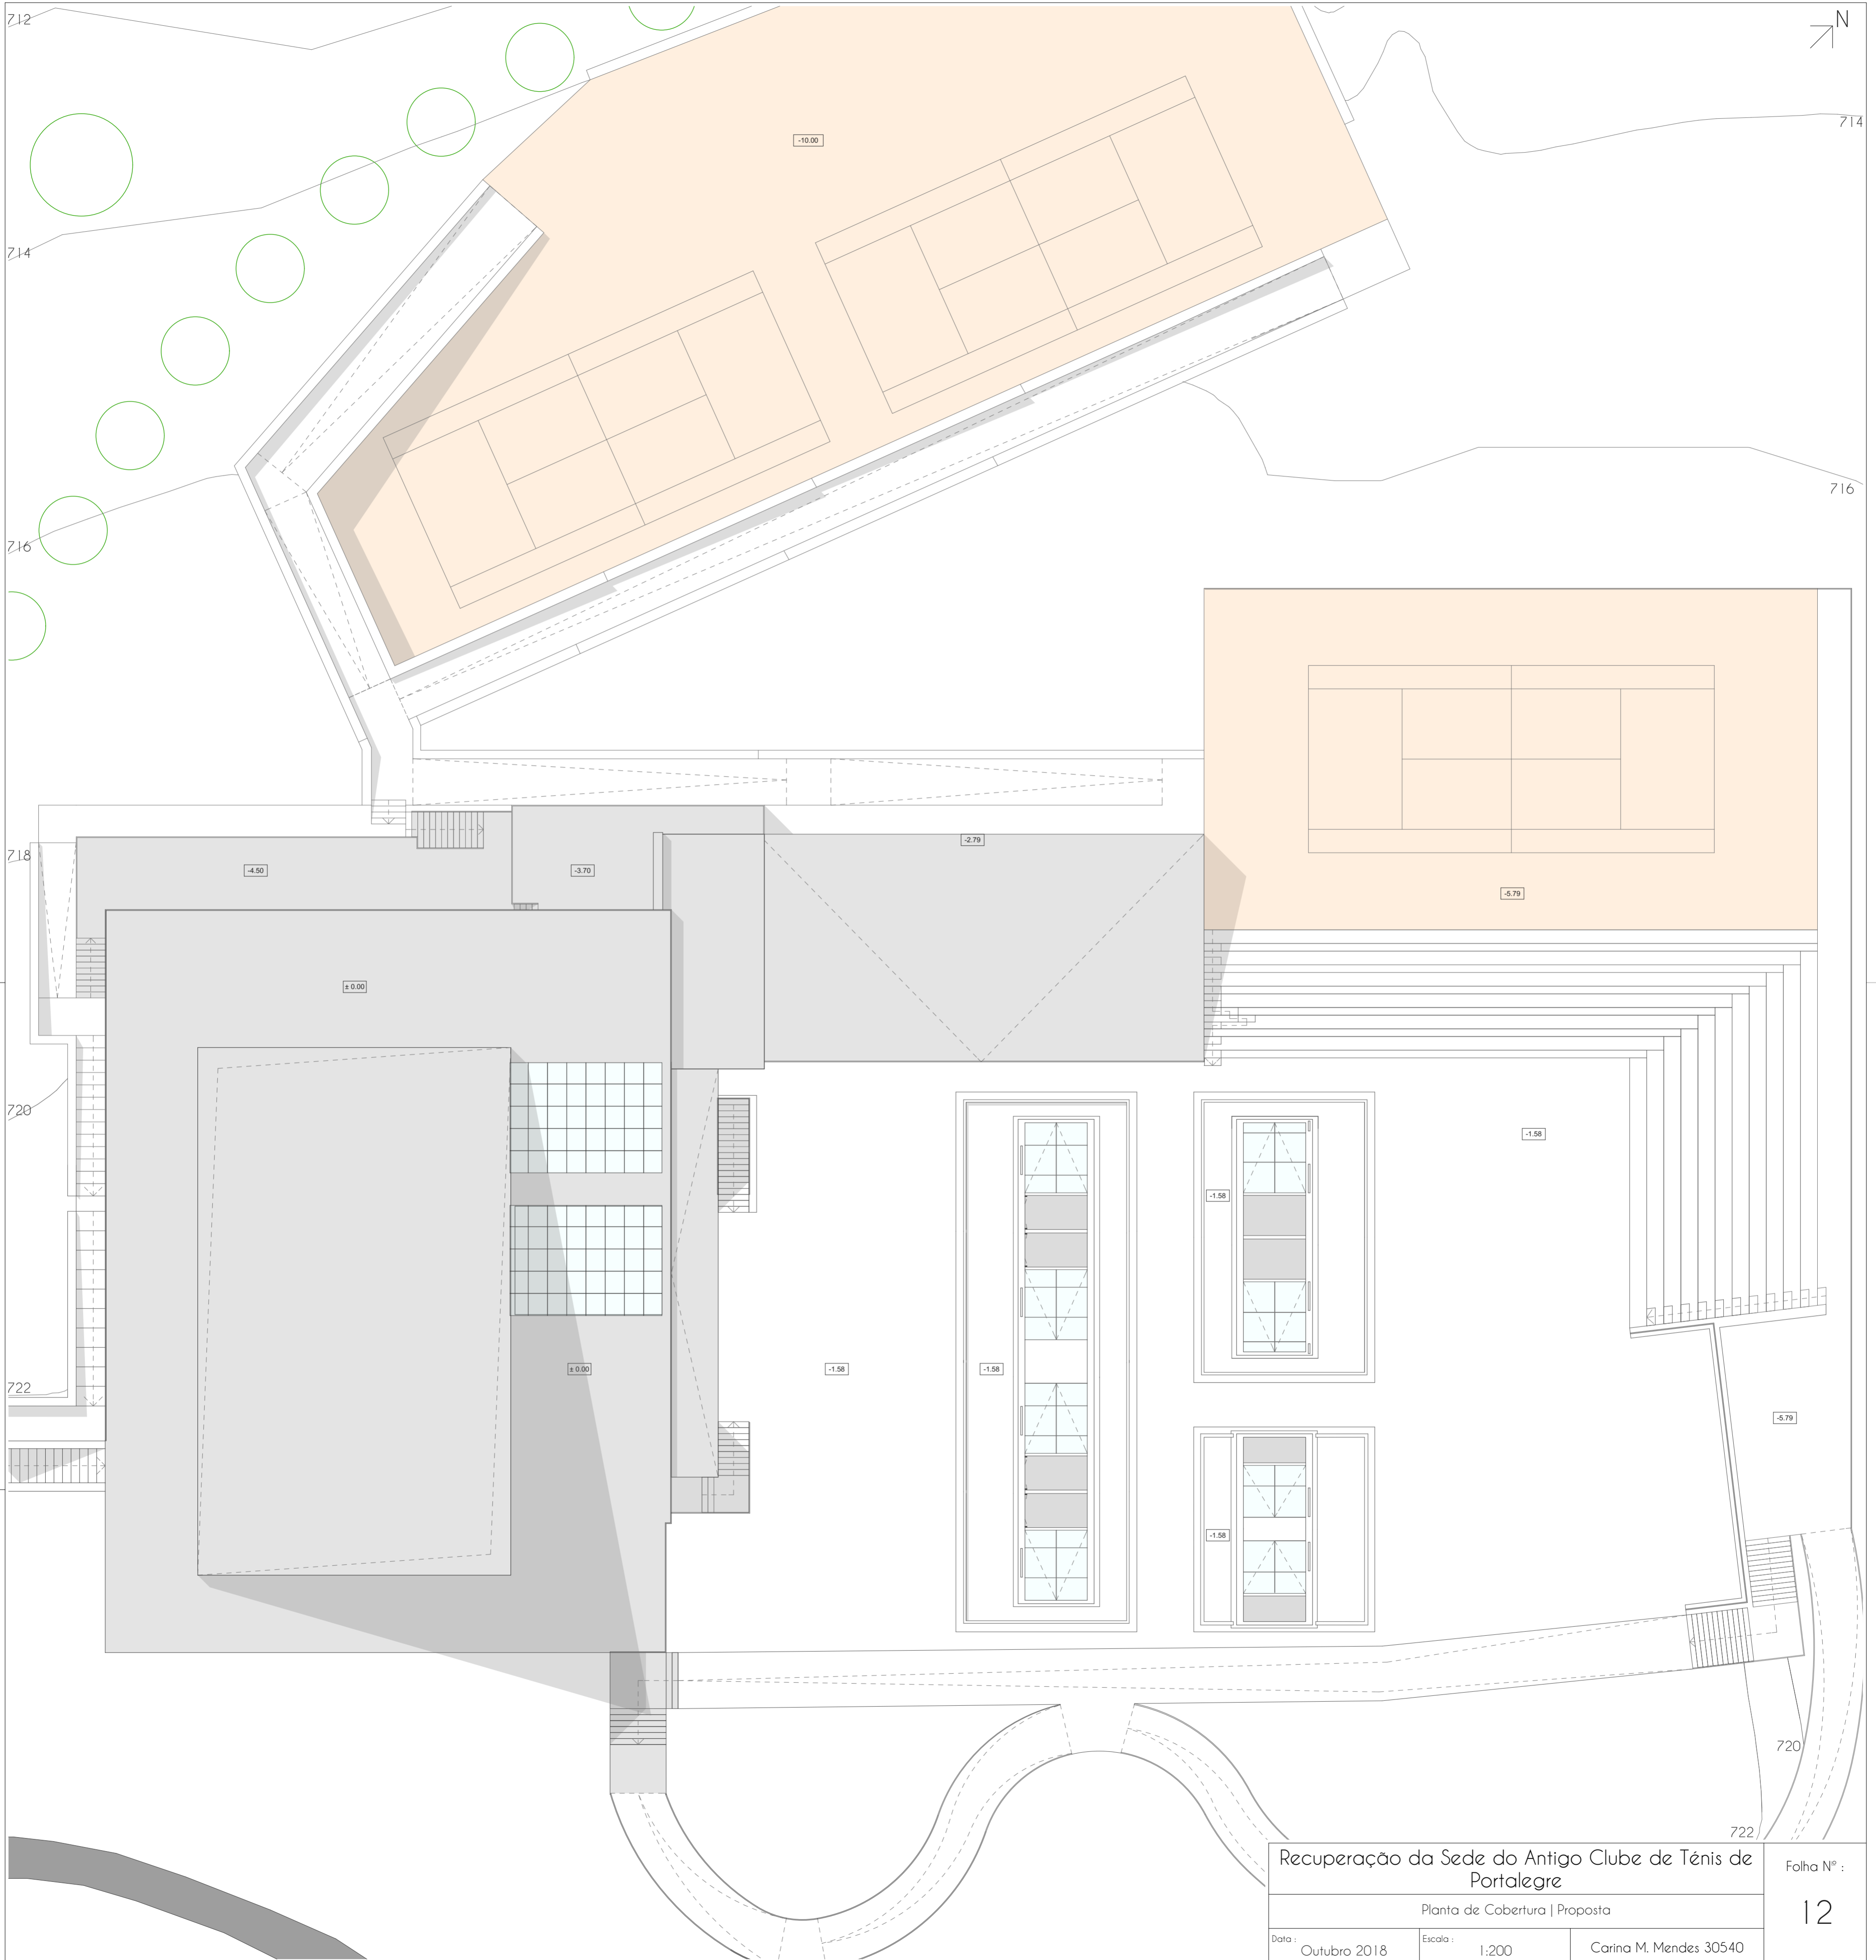 712
N
714
-10.00
714
716
716
718
-4.50
-3.70
-2.79
-5.79
± 0.00
720
-1.58
-1.58
722
± 0.00
-1.58
-1.58
-5.79
-1.58
720
722
Recuperação da Sede do Antigo Clube de Ténis de
Portalegre
Folha Nº :
12
Planta de Cobertura | Proposta
Data :
Outubro 2018
Escala :
1:200
Carina M. Mendes 30540